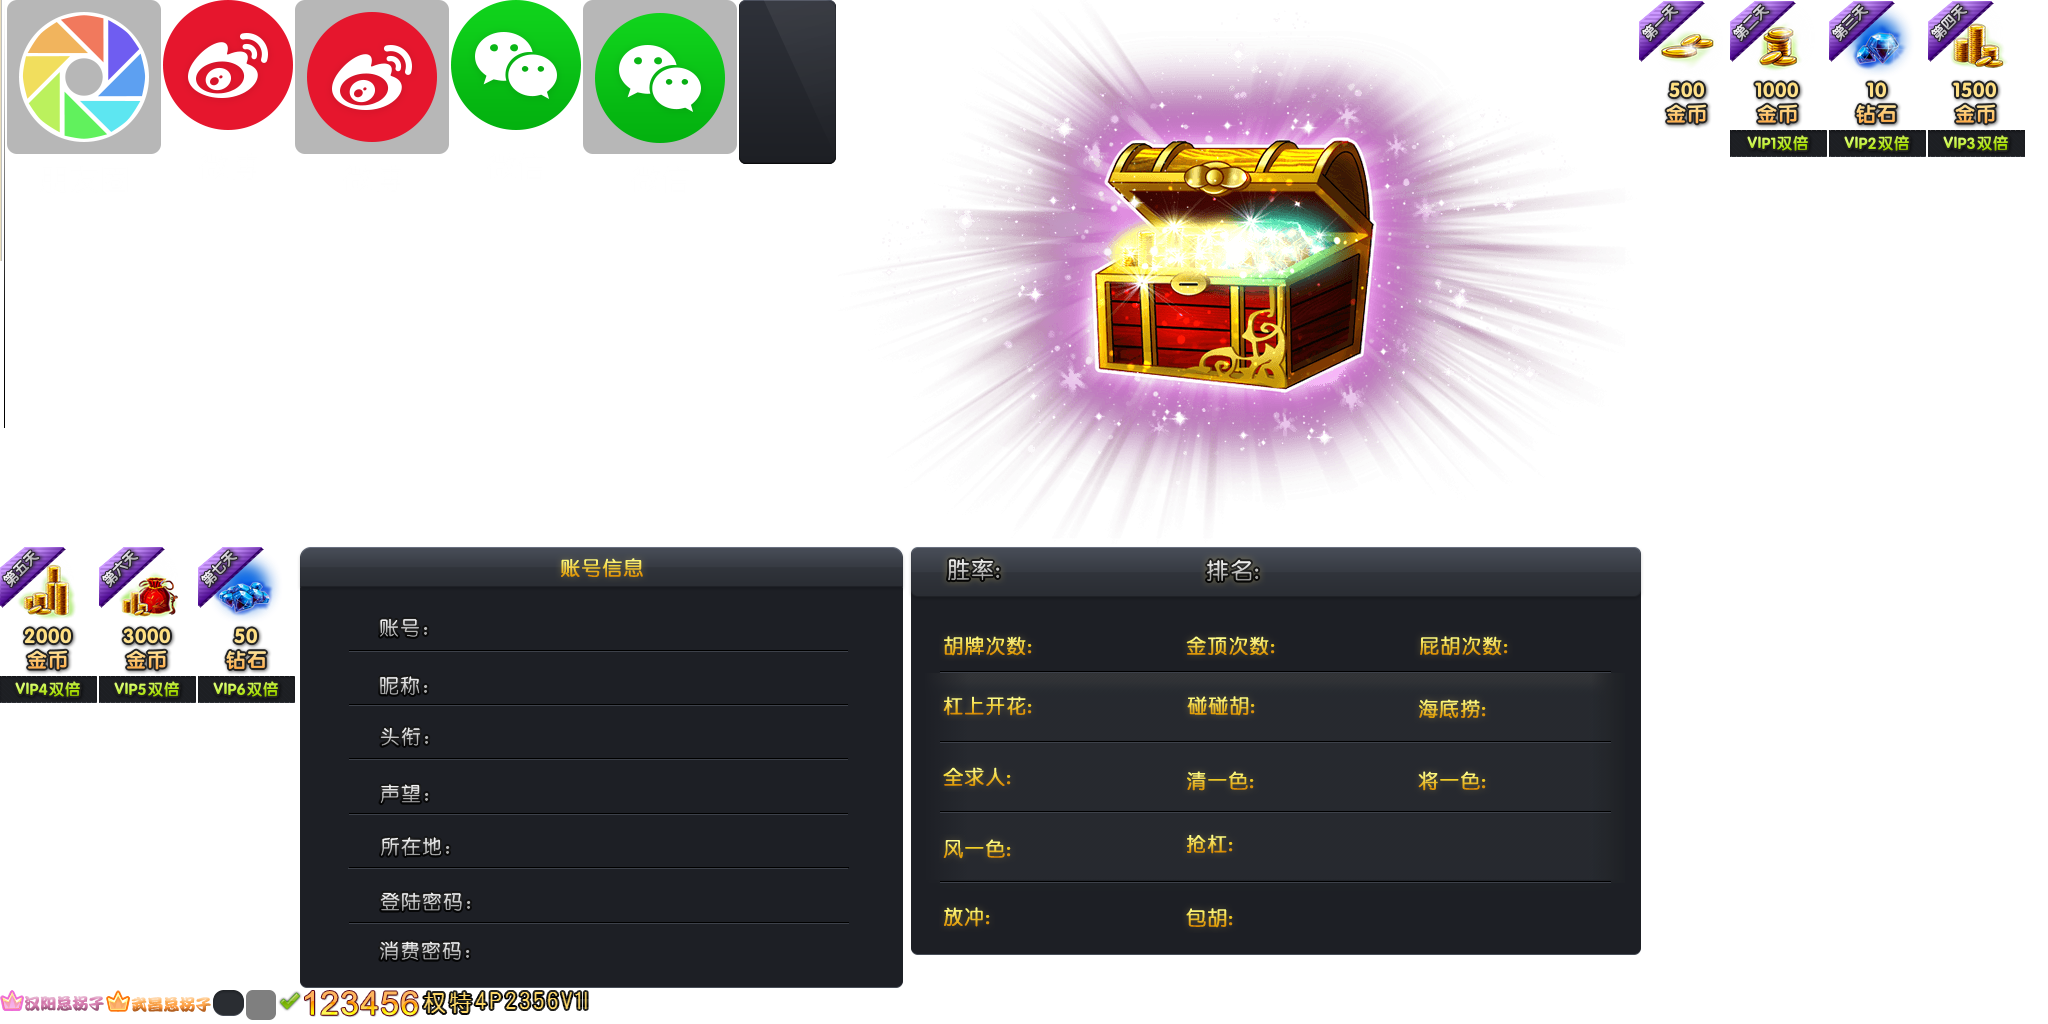 第一天
500
金币
第二天
1000
金币
VIP1双倍
第三天
10
钻石
VIP2双倍
第四天
1500
金币
VIP3双倍
第五天
2000
金币
VIP4双倍
第六天
3000
金币
VIP5双倍
第七天
50
钻石
VIP6双倍
账号信息
账号:
昵称:
头衔:
声望:
所在地:
登陆密码:
消费密码:
胜率: 排名:
胡牌次数: 金顶次数: 屁胡次数:
杠上开花: 碰碰胡: 海底捞:
全求人: 清一色: 将一色:
风一色: 抢杠:
放冲: 包胡:
汉阳总拐子
武昌总拐子
123456
权特4P2356V1